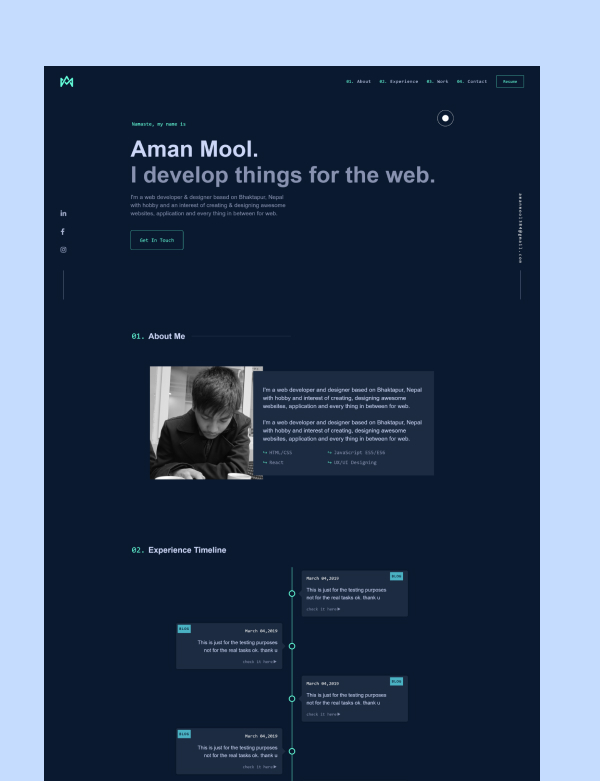 01. About 02. Experience 03. Work 04. Contact Resume
Namaste, my name is
Aman Mool.
I develop things for the web.
I'm a web developer & designer based on Bhaktapur, Nepal
with hobby and an interest of creating & designing awesome
websites, application and every thing in between for web.
Get In Touch
01. About Me
I'm a web developer and designer based on Bhaktapur, Nepal
with hobby and interest of creating, designing awesome
websites, application and every thing in between for web.
I'm a web developer and designer based on Bhaktapur, Nepal
with hobby and interest of creating, designing awesome
websites, application and every thing in between for web.
HTML/CSS JavaScript ES5/ES6
React UX/UI Designing
02. Experience Timeline
March 04,2019 BLOG
This is just for the testing purposes
not for the real tasks ok. thank u
check it here
BLOG March 04,2019
This is just for the testing purposes
not for the real tasks ok. thank u
check it here
March 04,2019 BLOG
This is just for the testing purposes
not for the real tasks ok. thank u
check it here
BLOG March 04,2019
This is just for the testing purposes
not for the real tasks ok. thank u
check it here